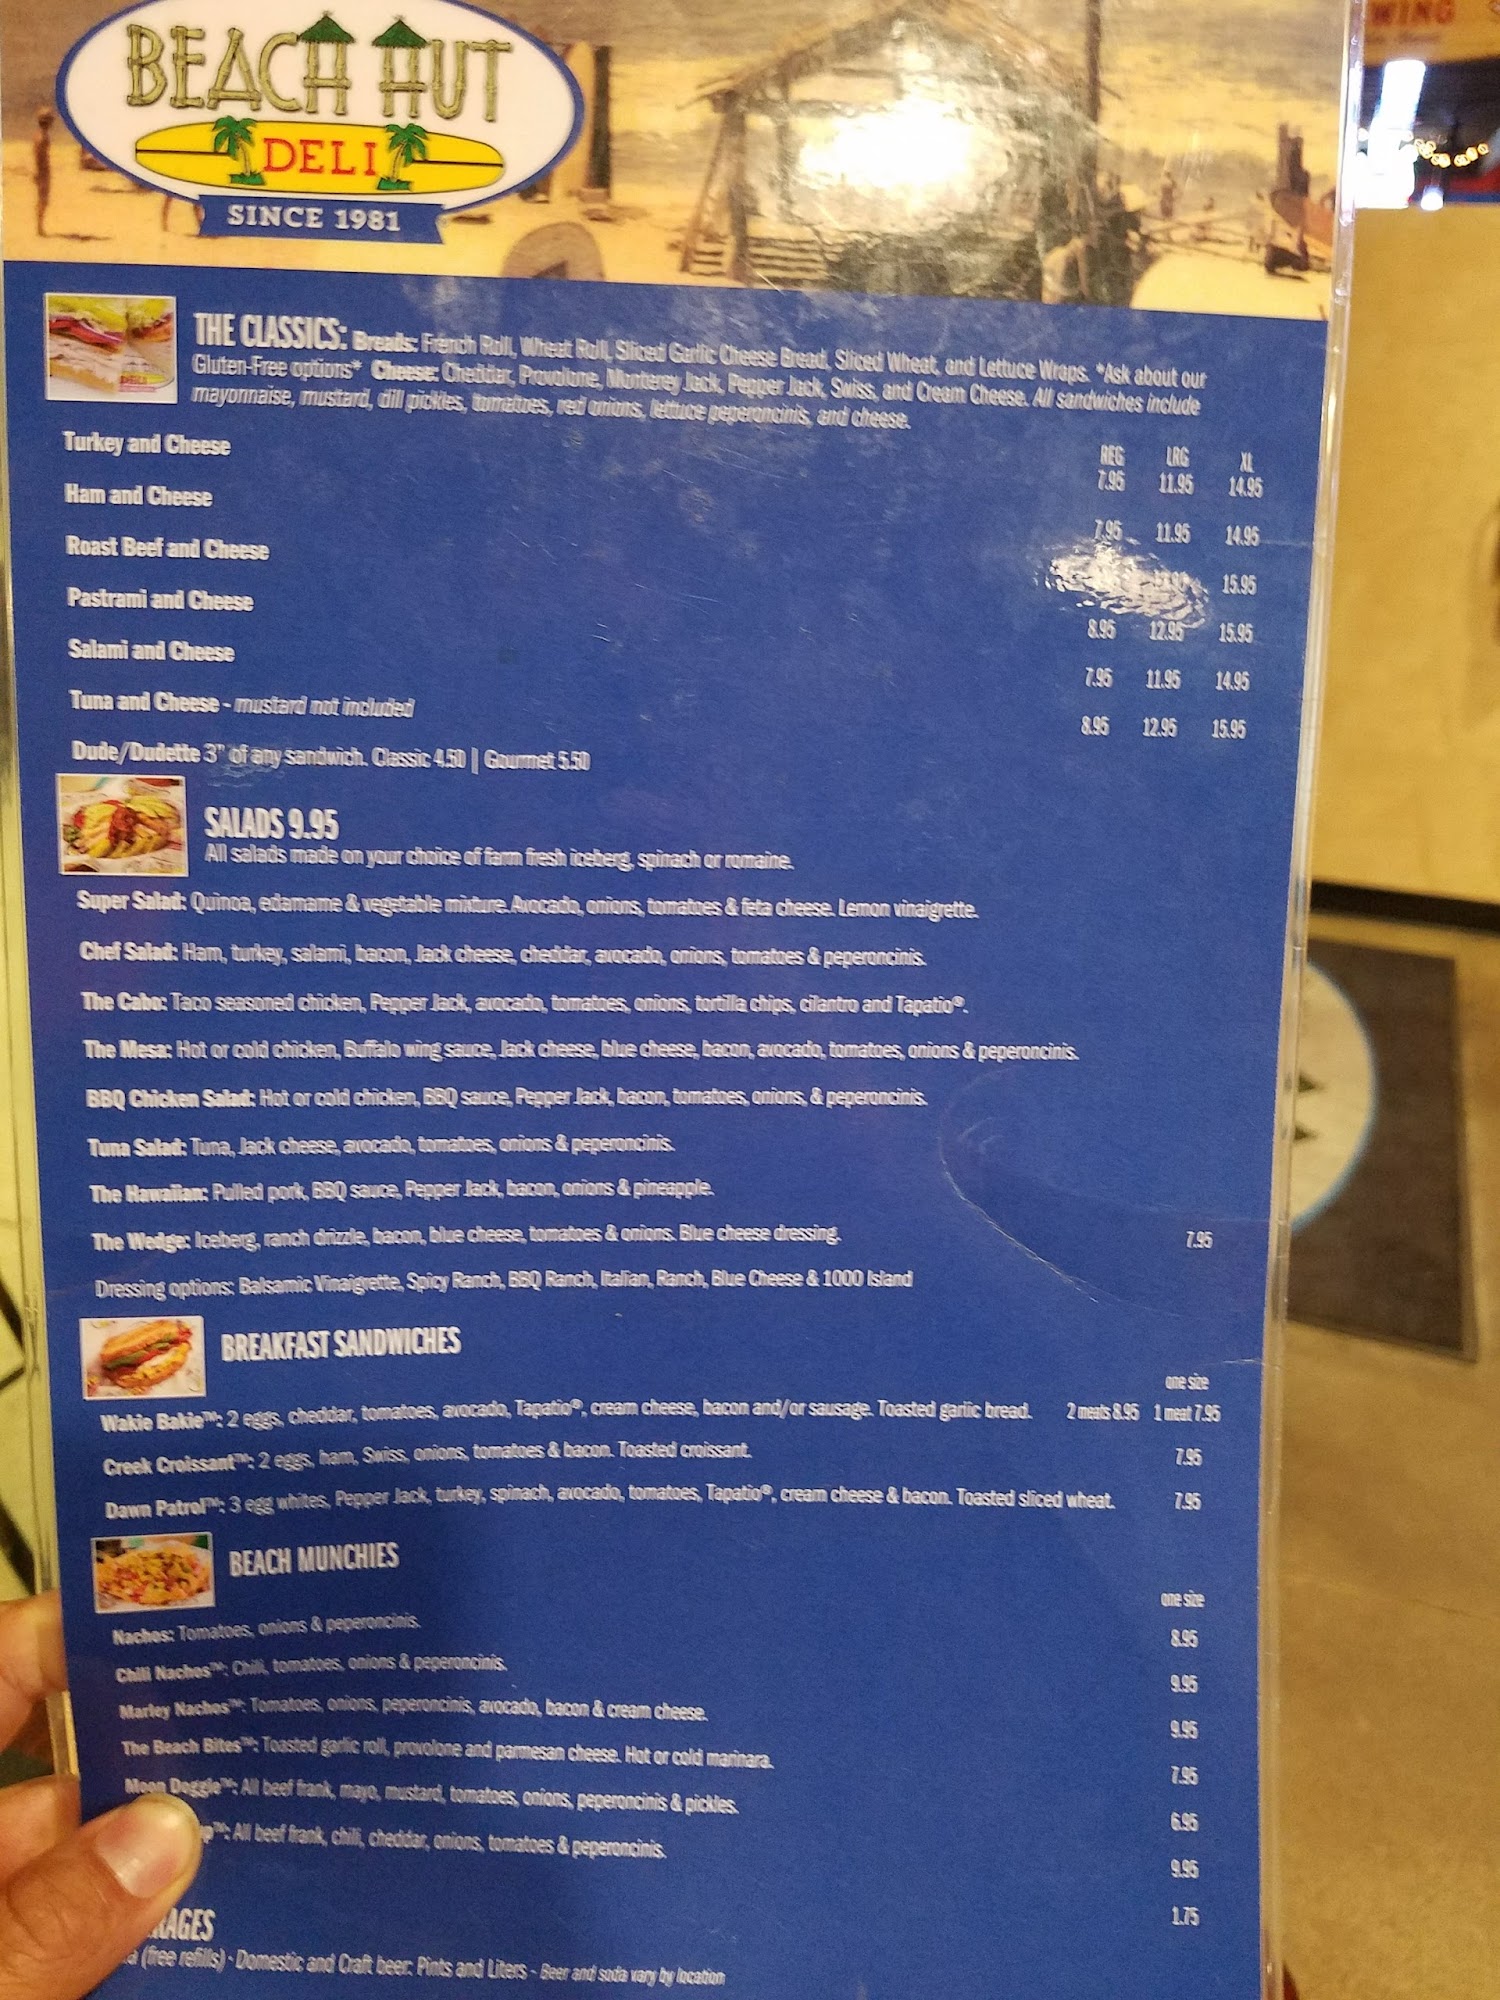 BEACH HUT
DELI
SINCE 1981
WING
THE CLASSICS: Breads: French Roll, Wheat Roll, Sliced Garlic Cheese Bread, Sliced Wheat, and Lettuce Wraps. *Ask about our
Gluten-Free options* Cheese: Cheddar, Provolone, Monterey Jack, Pepper Jack, Swiss, and Cream Cheese. All sandwiches include
mayonnaise, mustard, dill pickles, tomatoes, red onions, lettuce peperoncinis, and cheese.
REG LRG XL
Turkey and Cheese 7.95 11.95 14.95
Ham and Cheese 7.95 11.95 14.95
Roast Beef and Cheese 15.95
Pastrami and Cheese 8.95 12.95 15.95
Salami and Cheese 7.95 11.95 14.95
Tuna and Cheese - mustard not included 8.95 12.95 15.95
Dude/Dudette 3" of any sandwich. Classic 4.50 | Gourmet 5.50
SALADS 9.95
All salads made on your choice of farm fresh iceberg, spinach or romaine.
Super Salad: Quinoa, edamame & vegetable mixture. Avocado, onions, tomatoes & feta cheese. Lemon vinaigrette.
Chef Salad: Ham, turkey, salami, bacon, Jack cheese, cheddar, avocado, onions, tomatoes & peperoncinis.
The Cabo: Taco seasoned chicken, Pepper Jack, avocado, tomatoes, onions, tortilla chips, cilantro and Tapatio®.
The Mesa: Hot or cold chicken, Buffalo wing sauce, Jack cheese, blue cheese, bacon, avocado, tomatoes, onions & peperoncinis.
BBQ Chicken Salad: Hot or cold chicken, BBQ sauce, Pepper Jack, bacon, tomatoes, onions, & peperoncinis.
Tuna Salad: Tuna, Jack cheese, avocado, tomatoes, onions & peperoncinis.
The Hawaiian: Pulled pork, BBQ sauce, Pepper Jack, bacon, onions & pineapple.
The Wedge: Iceberg, ranch drizzle, bacon, blue cheese, tomatoes & onions. Blue cheese dressing. 7.95
Dressing options: Balsamic Vinaigrette, Spicy Ranch, BBQ Ranch, Italian, Ranch, Blue Cheese & 1000 Island
BREAKFAST SANDWICHES
one size
Wakie Bakie™: 2 eggs, cheddar, tomatoes, avocado, Tapatio®, cream cheese, bacon and/or sausage. Toasted garlic bread. 2 meats 8.95 1 meat 7.95
Creek Croissant™: 2 eggs, ham, Swiss, onions, tomatoes & bacon. Toasted croissant. 7.95
Dawn Patrol™: 3 egg whites, Pepper Jack, turkey, spinach, avocado, tomatoes, Tapatio®, cream cheese & bacon. Toasted sliced wheat. 7.95
BEACH MUNCHIES
one size
Nachos: Tomatoes, onions & peperoncinis. 8.95
Chili Nachos™: Chili, tomatoes, onions & peperoncinis. 9.95
Marley Nachos™: Tomatoes, onions, peperoncinis, avocado, bacon & cream cheese. 9.95
The Beach Bites™: Toasted garlic roll, provolone and parmesan cheese. Hot or cold marinara. 7.95
Moon Doggie™: All beef frank, mayo, mustard, tomatoes, onions, peperoncinis & pickles. 6.95
All beef frank, chili, cheddar, onions, tomatoes & peperoncinis. 9.95
1.75
(free refills) - Domestic and Craft beer: Pints and Liters - Beer and soda vary by location